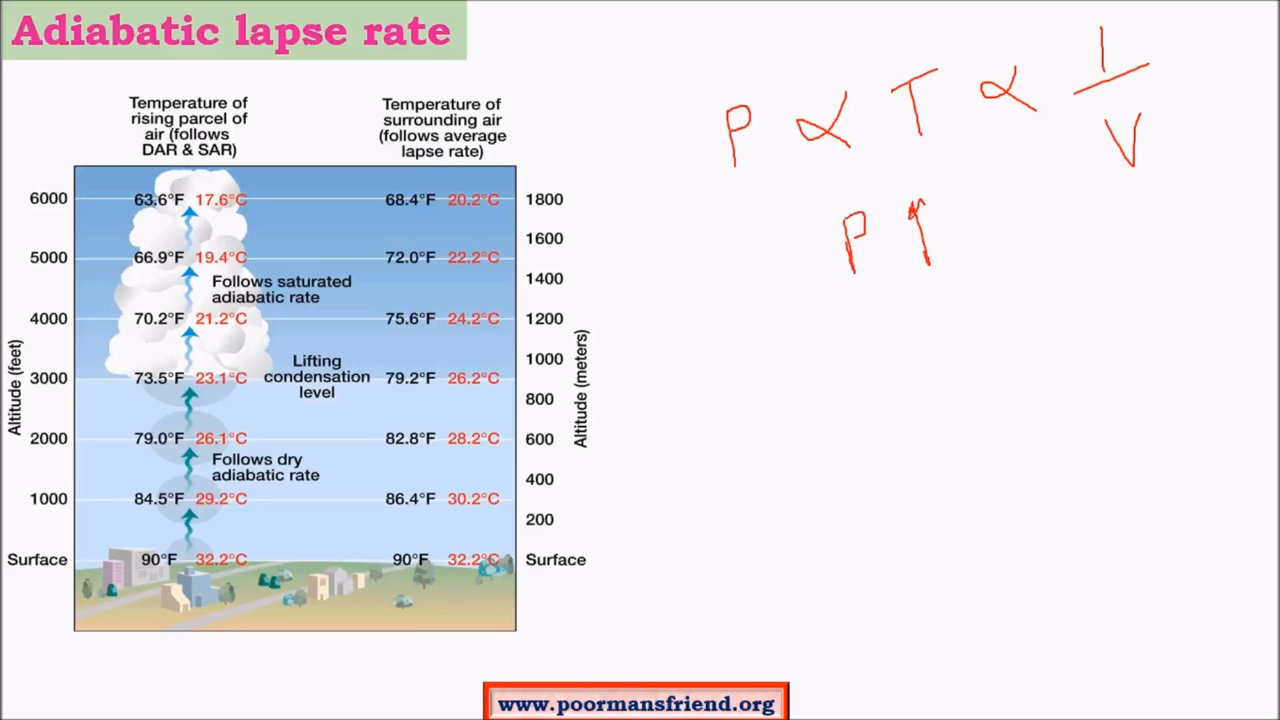 Adiabatic lapse rate
P ∝ T ∝ 1/V
P ↑
Temperature of
rising parcel of
air (follows
DAR & SAR)
Temperature of
surrounding air
(follows average
lapse rate)
6000 63.6°F 17.6°C 68.4°F 20.2°C 1800
1600
5000 66.9°F 19.4°C 72.0°F 22.2°C
Follows saturated
adiabatic rate
1400
4000 70.2°F 21.2°C 75.6°F 24.2°C 1200
Lifting
condensation
level
1000
3000 73.5°F 23.1°C 79.2°F 26.2°C
800
2000 79.0°F 26.1°C 82.8°F 28.2°C 600
Follows dry
adiabatic rate
400
1000 84.5°F 29.2°C 86.4°F 30.2°C
200
Surface 90°F 32.2°C 90°F 32.2°C Surface
Altitude (feet)
Altitude (meters)
www.poormansfriend.org